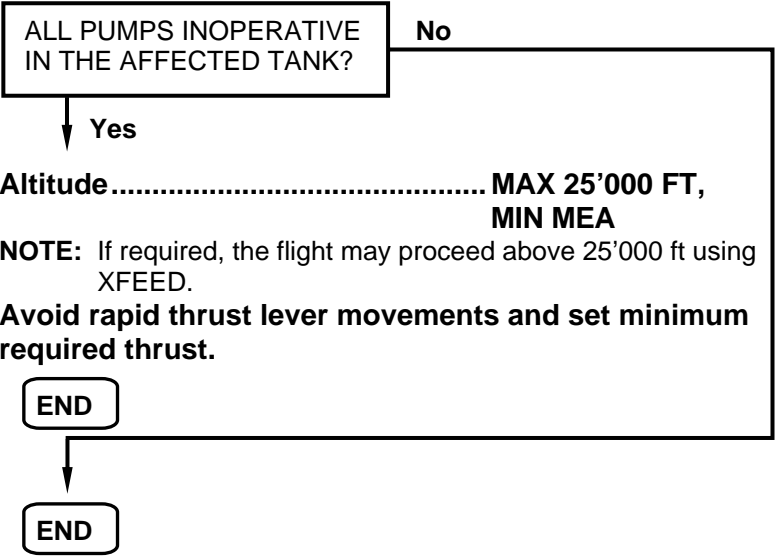 ALL PUMPS INOPERATIVE
IN THE AFFECTED TANK?
No
Yes
Altitude.............................................. MAX 25’000 FT,
MIN MEA
NOTE: If required, the flight may proceed above 25’000 ft using
XFEED.
Avoid rapid thrust lever movements and set minimum
required thrust.
END
END